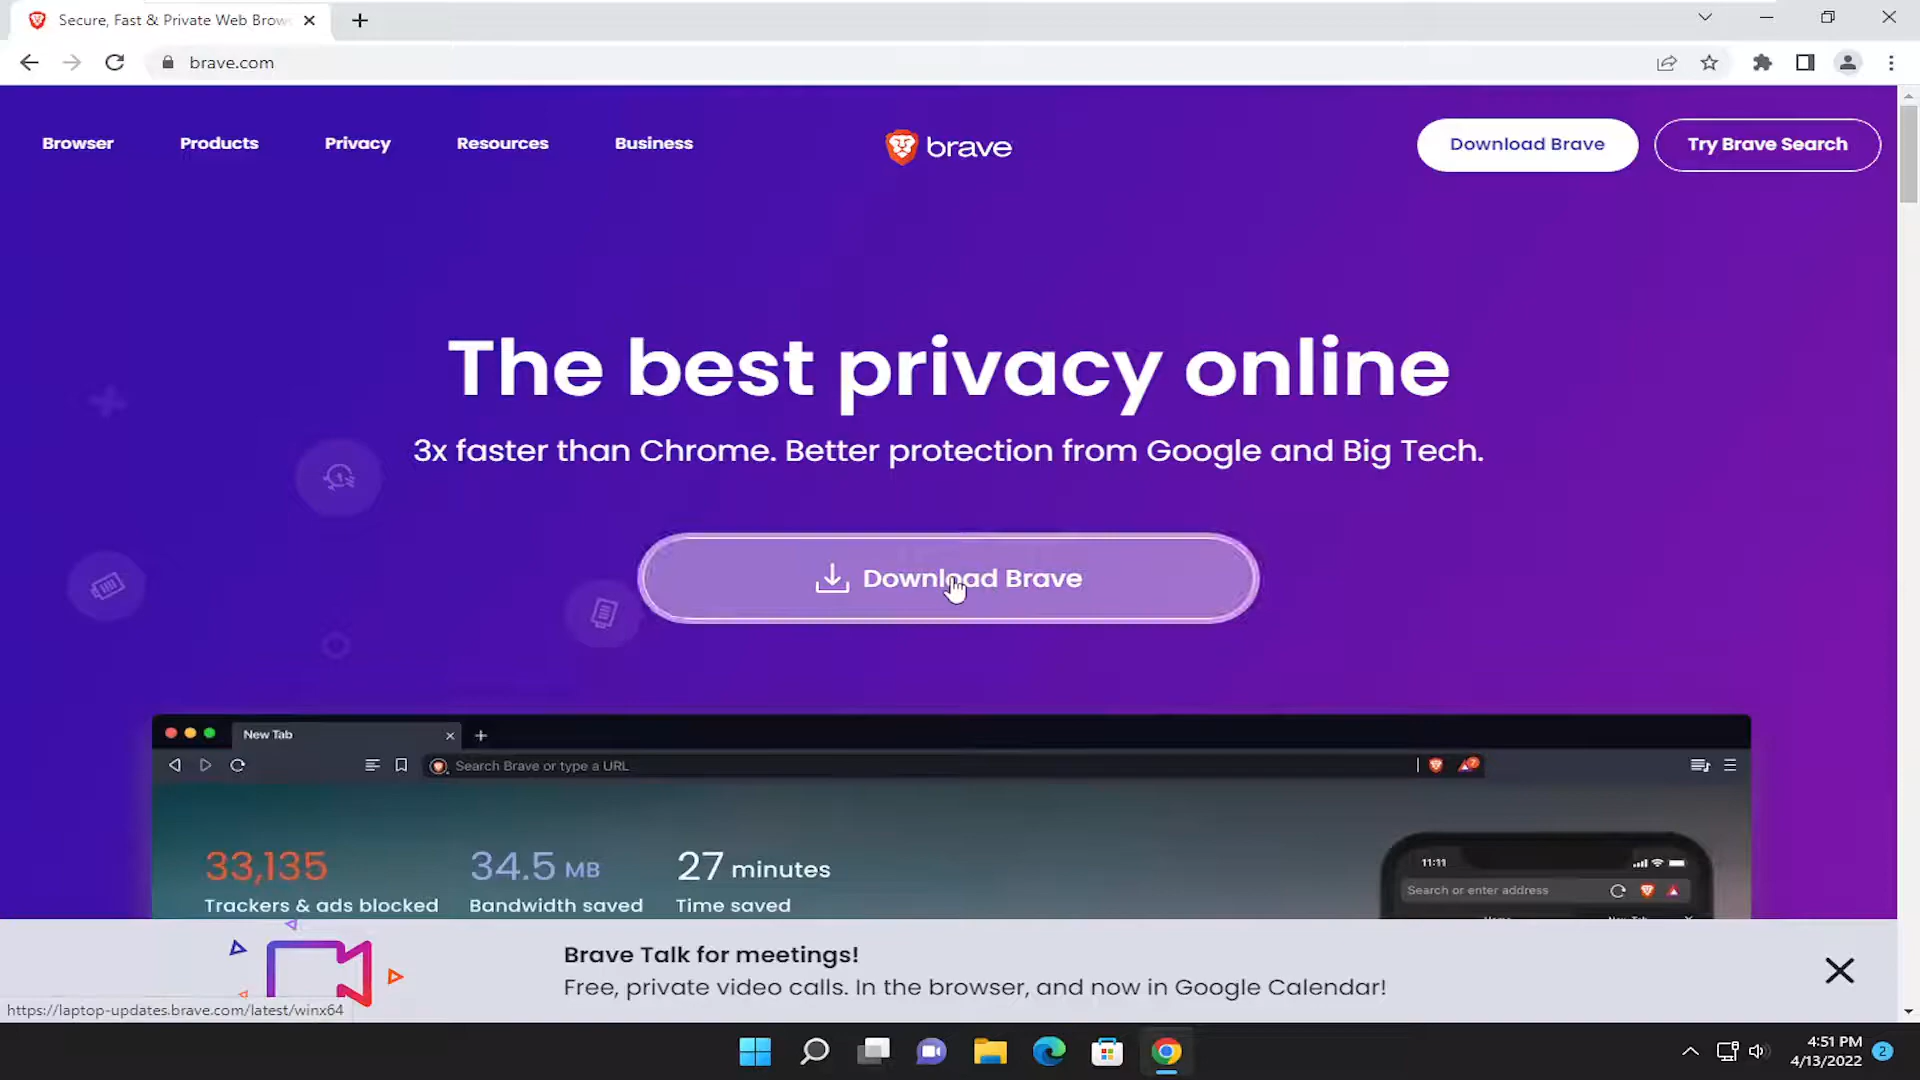 Secure, Fast & Private Web Brow
brave.com
Browser
Products
Privacy
Resources
Business
brave
Download Brave
Try Brave Search
The best privacy online
3x faster than Chrome. Better protection from Google and Big Tech.
Download Brave
New Tab
Search Brave or type a URL
7
33,135
Trackers & ads blocked
34.5 MB
Bandwidth saved
27 minutes
Time saved
11:11
Search or enter address
Brave Talk for meetings!
Free, private video calls. In the browser, and now in Google Calendar!
https://laptop-updates.brave.com/latest/winx64
4:51 PM
4/13/2022
2